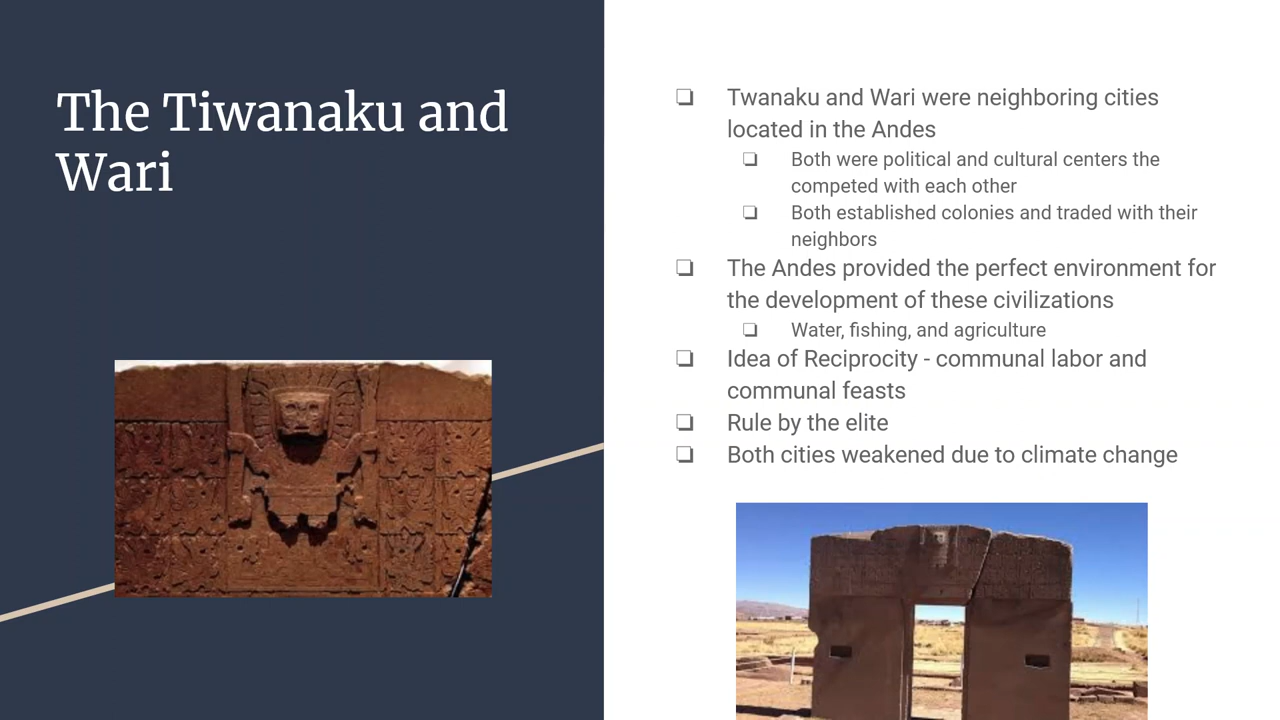 The Tiwanaku and
Wari
❏ Twanaku and Wari were neighboring cities
located in the Andes
❏ Both were political and cultural centers the
competed with each other
❏ Both established colonies and traded with their
neighbors
❏ The Andes provided the perfect environment for
the development of these civilizations
❏ Water, fishing, and agriculture
❏ Idea of Reciprocity - communal labor and
communal feasts
❏ Rule by the elite
❏ Both cities weakened due to climate change